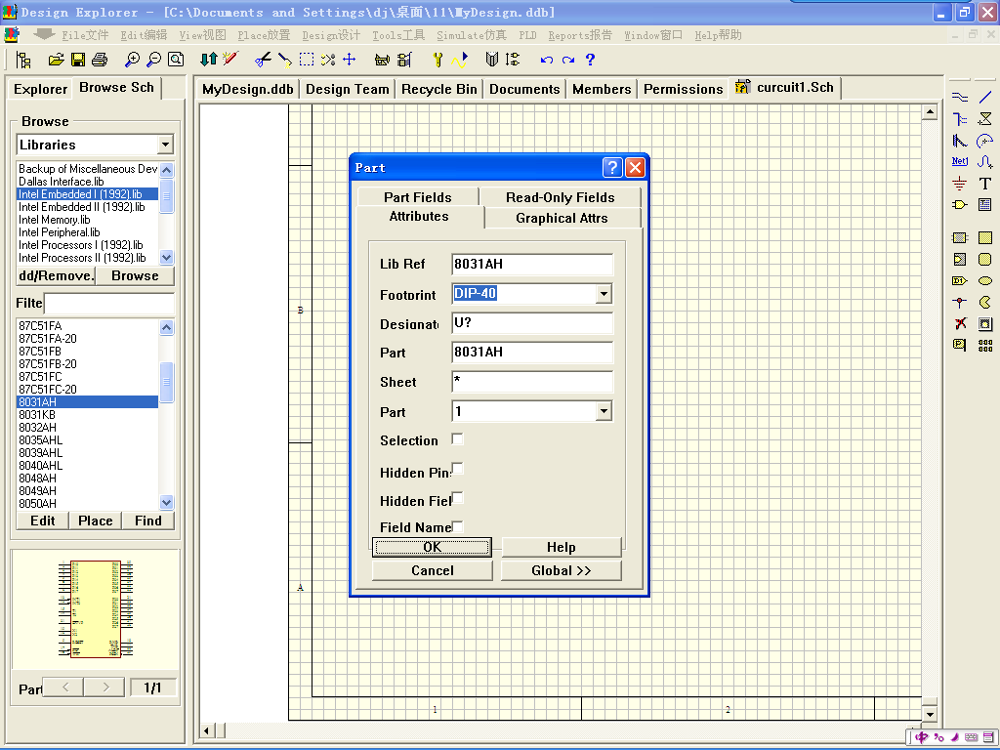 Design Explorer - [C:\Documents and Settings\dj\桌面\11\MyDesign.ddb]
File文件 Edit编辑 View视图 Place放置 Design设计 Tools工具 Simulate仿真 PLD Reports报告 Window窗口 Help帮助
Explorer Browse Sch
MyDesign.ddb Design Team Recycle Bin Documents Members Permissions curcuit1.Sch
Browse
Libraries
Backup of Miscellaneous Dev
Dallas Interface.lib
Intel Embedded I (1992).lib
Intel Embedded II (1992).lib
Intel Memory.lib
Intel Peripheral.lib
Intel Processors I (1992).lib
Intel Processors II (1992).lib
dd/Remove. Browse
Filte
87C51FA
87C51FA-20
87C51FB
87C51FB-20
87C51FC
87C51FC-20
8031AH
8031KB
8032AH
8035AHL
8039AHL
8040AHL
8048AH
8049AH
8050AH
Edit Place Find
Part < > 1/1
Part
Part Fields Read-Only Fields
Attributes Graphical Attrs
Lib Ref 8031AH
Footprint DIP-40
Designate U?
Part 8031AH
Sheet *
Part 1
Selection
Hidden Pin:
Hidden Fiel
Field Name
OK Help
Cancel Global >>
B
A
1 2
Net1
T
D1
P
中